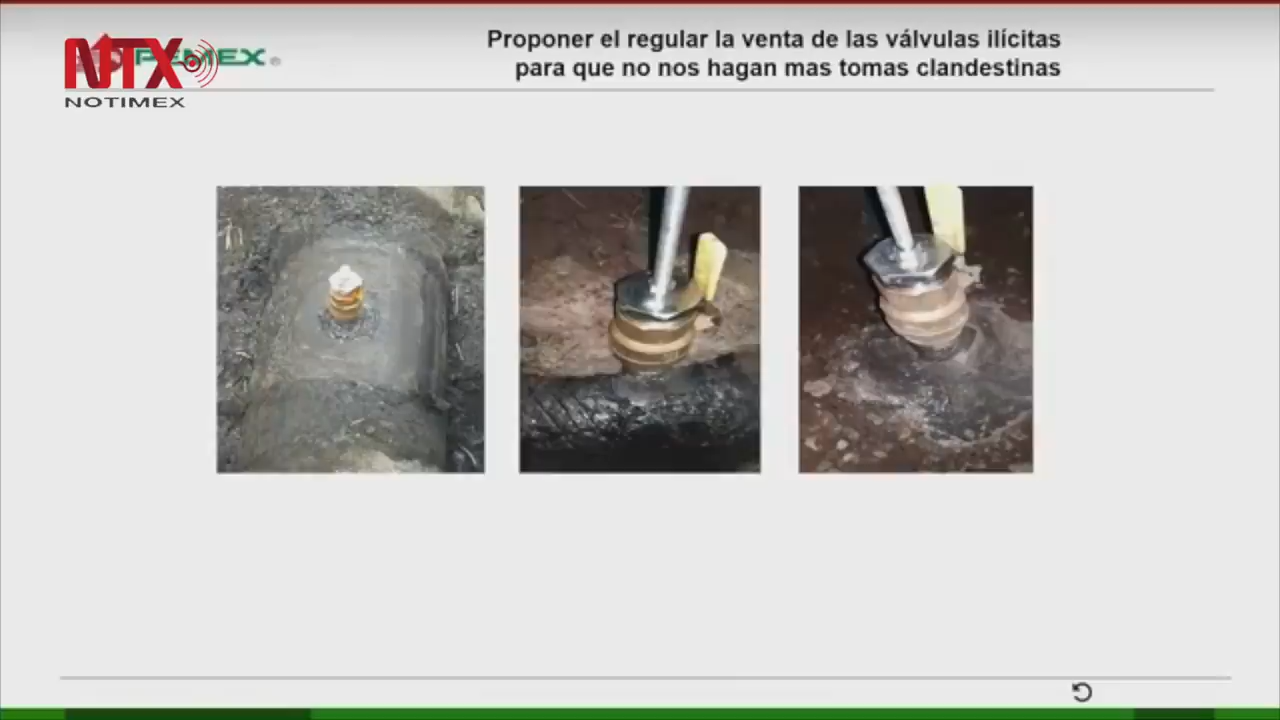 Proponer el regular la venta de las válvulas ilícitas
para que no nos hagan mas tomas clandestinas
NTX PEMEX®
NOTIMEX